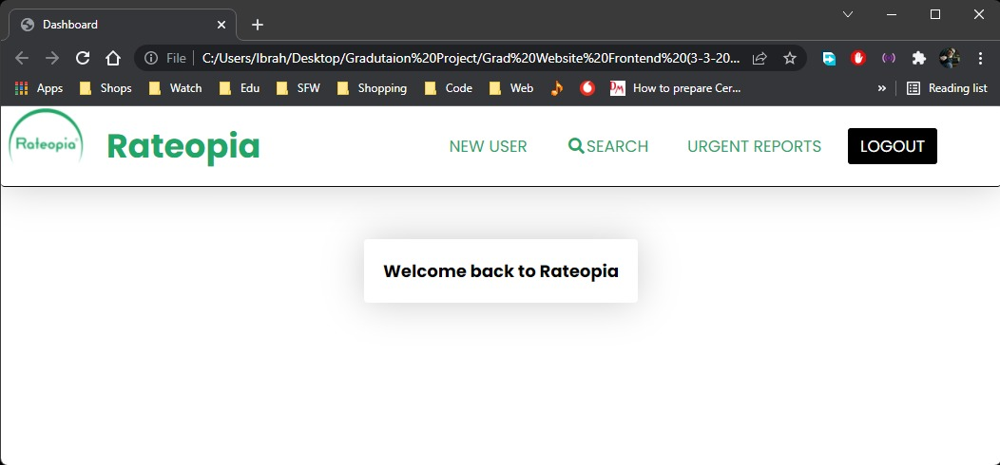 Dashboard
File C:/Users/Ibrah/Desktop/Gradutaion%20Project/Grad%20Website%20Frontend%20(3-3-20...
Apps Shops Watch Edu SFW Shopping Code Web DM How to prepare Cer... » Reading list
Rateopia Rateopia NEW USER SEARCH URGENT REPORTS LOGOUT
Welcome back to Rateopia